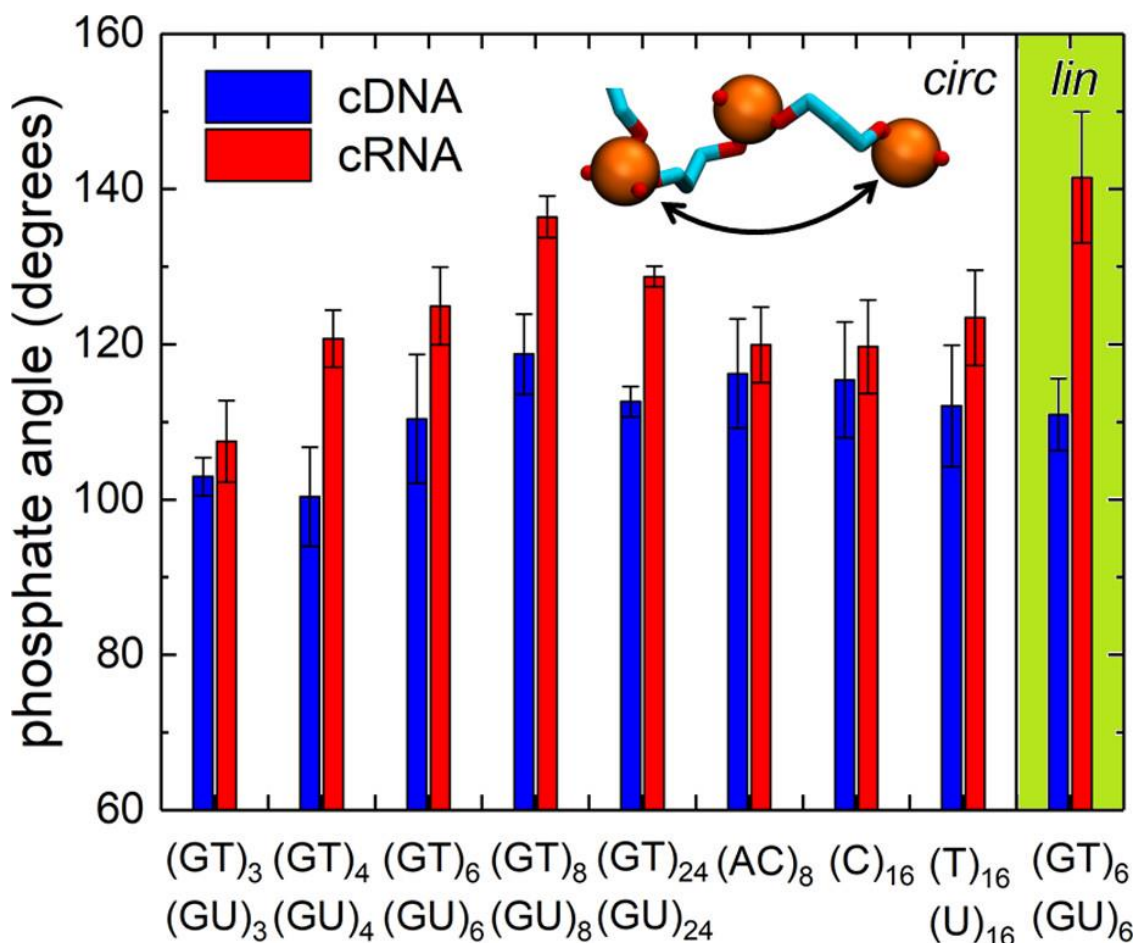 phosphate angle (degrees)
160
140
120
100
80
60
cDNA
cRNA
circ
lin
(GT)₃ (GT)₄ (GT)₆ (GT)₈ (GT)₂₄ (AC)₈ (C)₁₆ (T)₁₆ (GT)₆
(GU)₃ (GU)₄ (GU)₆ (GU)₈ (GU)₂₄ (U)₁₆ (GU)₆